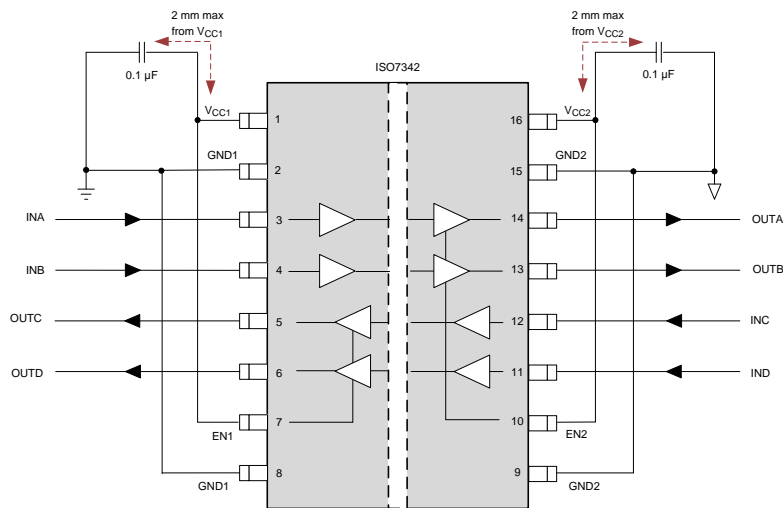 2 mm max
from VCC1
2 mm max
from VCC2
0.1 µF
ISO7342
0.1 µF
VCC1
1
16
VCC2
GND1
2
15
GND2
INA
3
14
OUTA
INB
4
13
OUTB
OUTC
5
12
INC
OUTD
6
11
IND
7
10
EN1
EN2
8
9
GND1
GND2